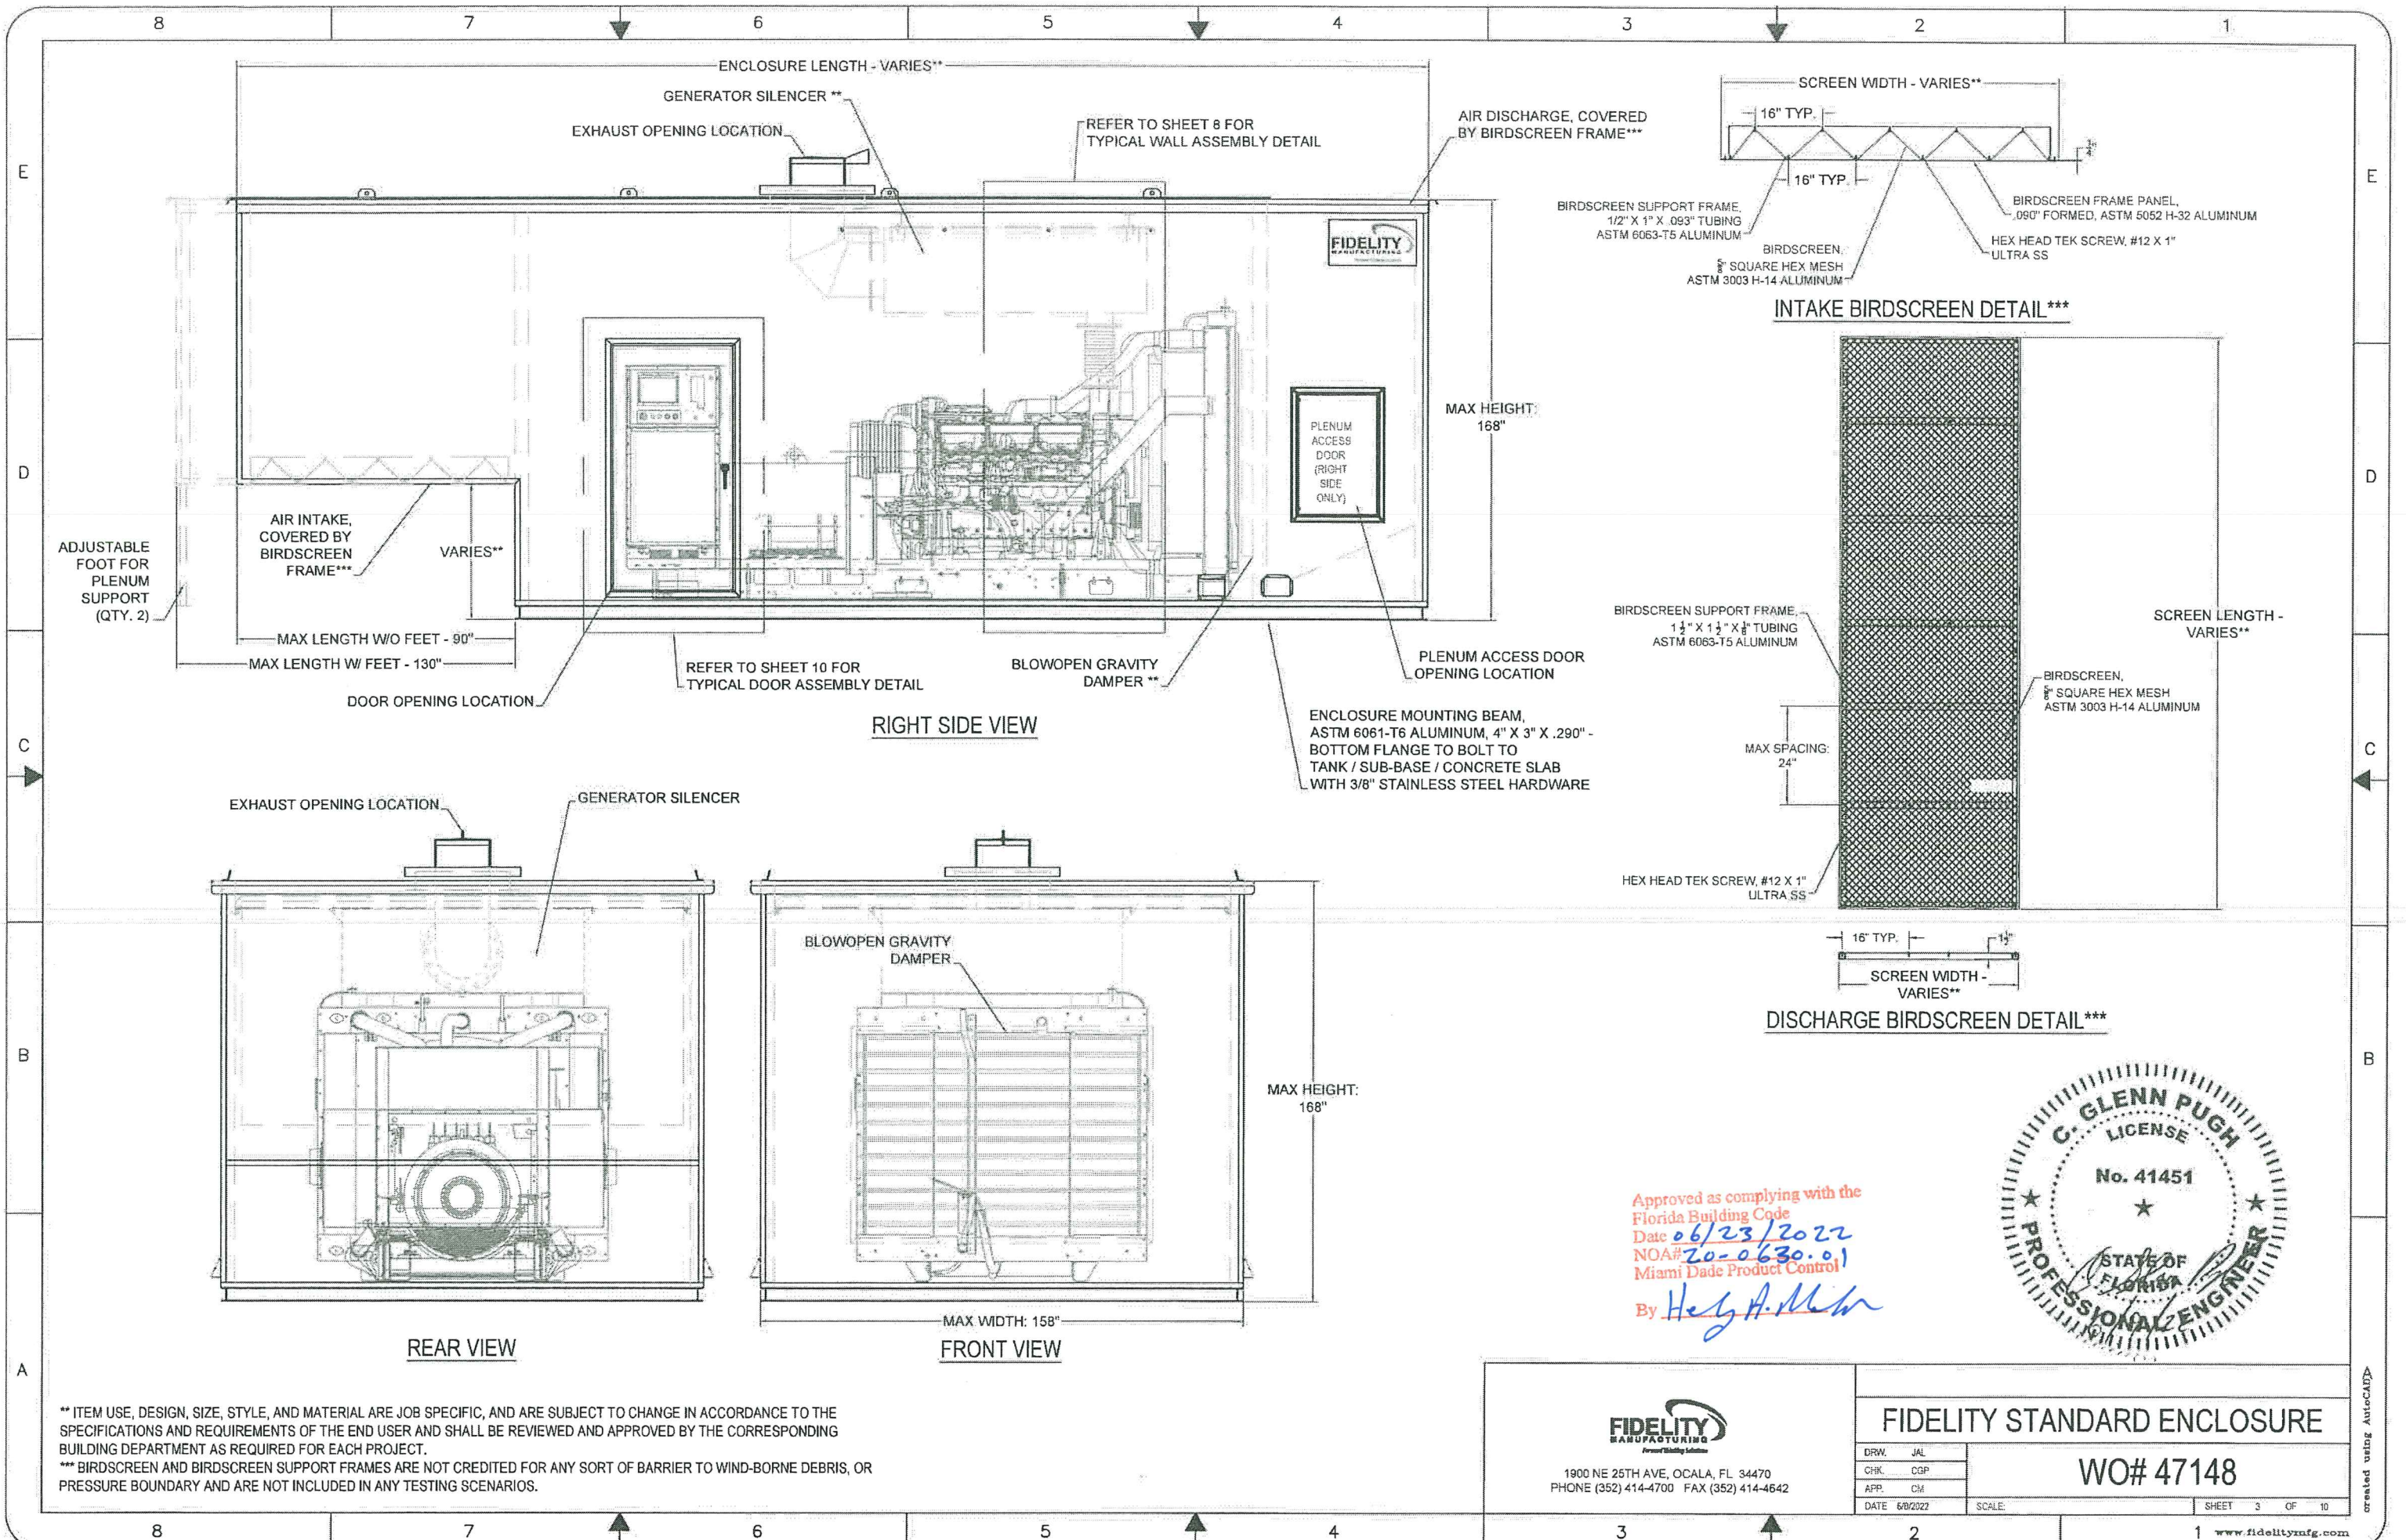 8 7 6 5 4 3 2 1
E
D
C
B
A
ENCLOSURE LENGTH - VARIES**
GENERATOR SILENCER **
EXHAUST OPENING LOCATION
REFER TO SHEET 8 FOR
TYPICAL WALL ASSEMBLY DETAIL
AIR DISCHARGE, COVERED
BY BIRDSCREEN FRAME***
FIDELITY
MANUFACTURING
MAX HEIGHT:
168"
PLENUM
ACCESS
DOOR
(RIGHT
SIDE
ONLY)
AIR INTAKE,
COVERED BY
BIRDSCREEN
FRAME***
VARIES**
ADJUSTABLE
FOOT FOR
PLENUM
SUPPORT
(QTY. 2)
MAX LENGTH W/O FEET - 90"
MAX LENGTH W/ FEET - 130"
DOOR OPENING LOCATION
REFER TO SHEET 10 FOR
TYPICAL DOOR ASSEMBLY DETAIL
BLOWOPEN GRAVITY
DAMPER **
PLENUM ACCESS DOOR
OPENING LOCATION
RIGHT SIDE VIEW
ENCLOSURE MOUNTING BEAM,
ASTM 6061-T6 ALUMINUM, 4" X 3" X .290" -
BOTTOM FLANGE TO BOLT TO
TANK / SUB-BASE / CONCRETE SLAB
WITH 3/8" STAINLESS STEEL HARDWARE
SCREEN WIDTH - VARIES**
16" TYP.
16" TYP.
BIRDSCREEN SUPPORT FRAME,
1/2" X 1" X .093" TUBING
ASTM 6063-T5 ALUMINUM
BIRDSCREEN,
⅝" SQUARE HEX MESH
ASTM 3003 H-14 ALUMINUM
BIRDSCREEN FRAME PANEL,
.090" FORMED, ASTM 5052 H-32 ALUMINUM
HEX HEAD TEK SCREW, #12 X 1"
ULTRA SS
INTAKE BIRDSCREEN DETAIL***
BIRDSCREEN SUPPORT FRAME,
1 ½" X 1 ½" X ⅛" TUBING
ASTM 6063-T5 ALUMINUM
SCREEN LENGTH -
VARIES**
BIRDSCREEN,
⅝" SQUARE HEX MESH
ASTM 3003 H-14 ALUMINUM
MAX SPACING:
24"
HEX HEAD TEK SCREW, #12 X 1"
ULTRA SS
16" TYP.
1½"
SCREEN WIDTH -
VARIES**
DISCHARGE BIRDSCREEN DETAIL***
EXHAUST OPENING LOCATION
GENERATOR SILENCER
REAR VIEW
BLOWOPEN GRAVITY
DAMPER
MAX HEIGHT:
168"
MAX WIDTH: 158"
FRONT VIEW
Approved as complying with the
Florida Building Code
Date 06/23/2022
NOA# 20-0630.01
Miami Dade Product Control
By
C. GLENN PUGH
LICENSE
No. 41451
STATE OF
FLORIDA
PROFESSIONAL ENGINEER
** ITEM USE, DESIGN, SIZE, STYLE, AND MATERIAL ARE JOB SPECIFIC, AND ARE SUBJECT TO CHANGE IN ACCORDANCE TO THE
SPECIFICATIONS AND REQUIREMENTS OF THE END USER AND SHALL BE REVIEWED AND APPROVED BY THE CORRESPONDING
BUILDING DEPARTMENT AS REQUIRED FOR EACH PROJECT.
*** BIRDSCREEN AND BIRDSCREEN SUPPORT FRAMES ARE NOT CREDITED FOR ANY SORT OF BARRIER TO WIND-BORNE DEBRIS, OR
PRESSURE BOUNDARY AND ARE NOT INCLUDED IN ANY TESTING SCENARIOS.
FIDELITY
MANUFACTURING
Forward Thinking Solutions
1900 NE 25TH AVE, OCALA, FL 34470
PHONE (352) 414-4700 FAX (352) 414-4642
FIDELITY STANDARD ENCLOSURE
DRW. JAL
CHK. CGP
APP. CM
DATE 6/8/2022
WO# 47148
SCALE:
SHEET 3 OF 10
created using AutoCAD
8 7 6 5 4 3 2 1
E
D
C
B
A
www.fidelitymfg.com